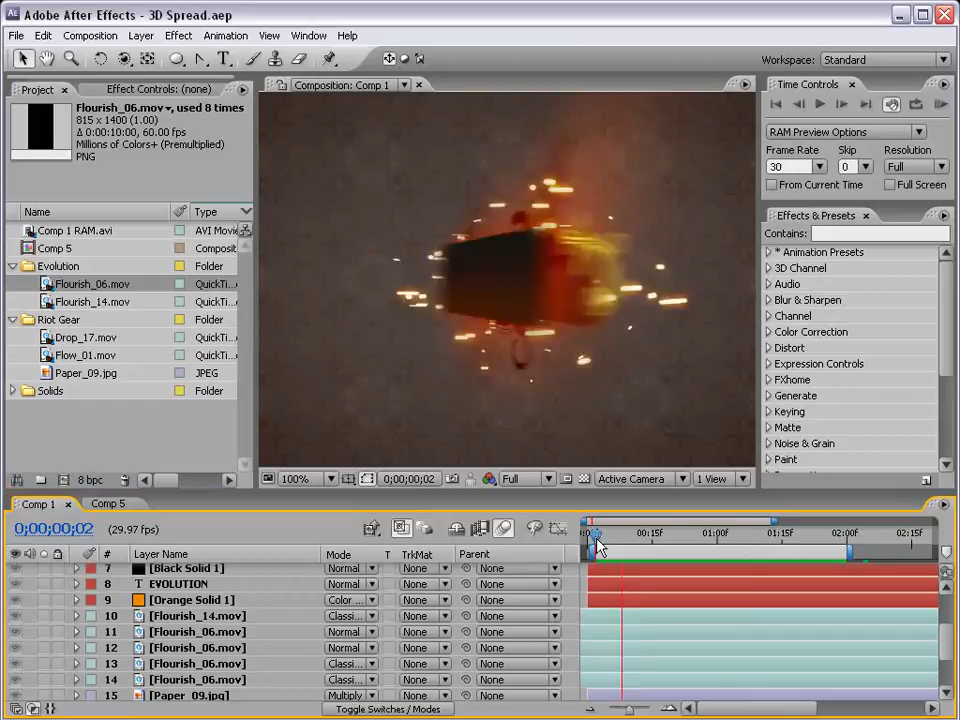 Adobe After Effects - 3D Spread.aep
File Edit Composition Layer Effect Animation View Window Help
Workspace: Standard
Project Effect Controls: (none)
Flourish_06.mov, used 8 times
815 x 1400 (1.00)
Δ 0:00:10:00, 60.00 fps
Millions of Colors+ (Premultiplied)
PNG
Name Type
Comp 1 RAM.avi AVI Movie
Comp 5 Composit
Evolution Folder
Flourish_06.mov QuickTi...
Flourish_14.mov QuickTi...
Riot Gear Folder
Drop_17.mov QuickTi...
Flow_01.mov QuickTi...
Paper_09.jpg JPEG
Solids Folder
8 bpc
Composition: Comp 1
100% 0;00;00;02 Full Active Camera 1 View
Time Controls
RAM Preview Options
Frame Rate Skip Resolution
30 0 Full
From Current Time Full Screen
Effects & Presets
Contains:
* Animation Presets
3D Channel
Audio
Blur & Sharpen
Channel
Color Correction
Distort
Expression Controls
FXhome
Generate
Keying
Matte
Noise & Grain
Paint
Comp 1 Comp 5
0;00;00;02 (29.97 fps)
00:15F 01:00F 01:15F 02:00F 02:15F
# Layer Name Mode T TrkMat Parent
7 [Black Solid 1] Normal None None
8 T EVOLUTION Normal None None
9 [Orange Solid 1] Color ... None None
10 [Flourish_14.mov] Classi... None None
11 [Flourish_06.mov] Normal None None
12 [Flourish_06.mov] Normal None None
13 [Flourish_06.mov] Classi... None None
14 [Flourish_06.mov] Classi... None None
15 [Paper_09.jpg] Multiply None None
Toggle Switches / Modes